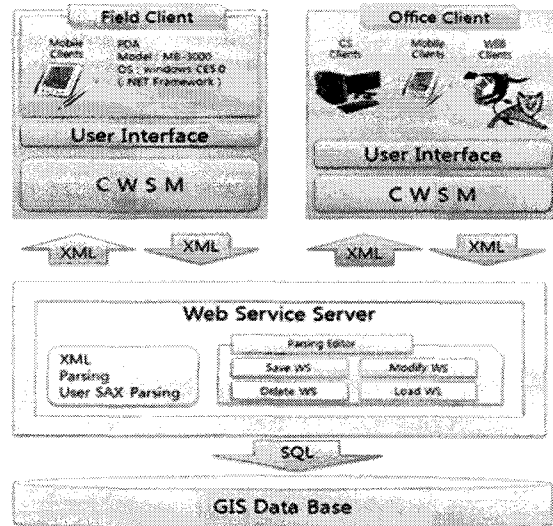 Field Client
Mobile Clients
PDA
Model : MB-3000
OS : windows CE5.0
( .NET Framework )
User Interface
C W S M
Office Client
CS Clients
Mobile Clients
WEB Clients
User Interface
C W S M
XML
XML
XML
XML
Web Service Server
XML
Parsing
User SAX Parsing
Parsing Editor
Save WS
Modify WS
Delete WS
Load WS
SQL
GIS Data Base